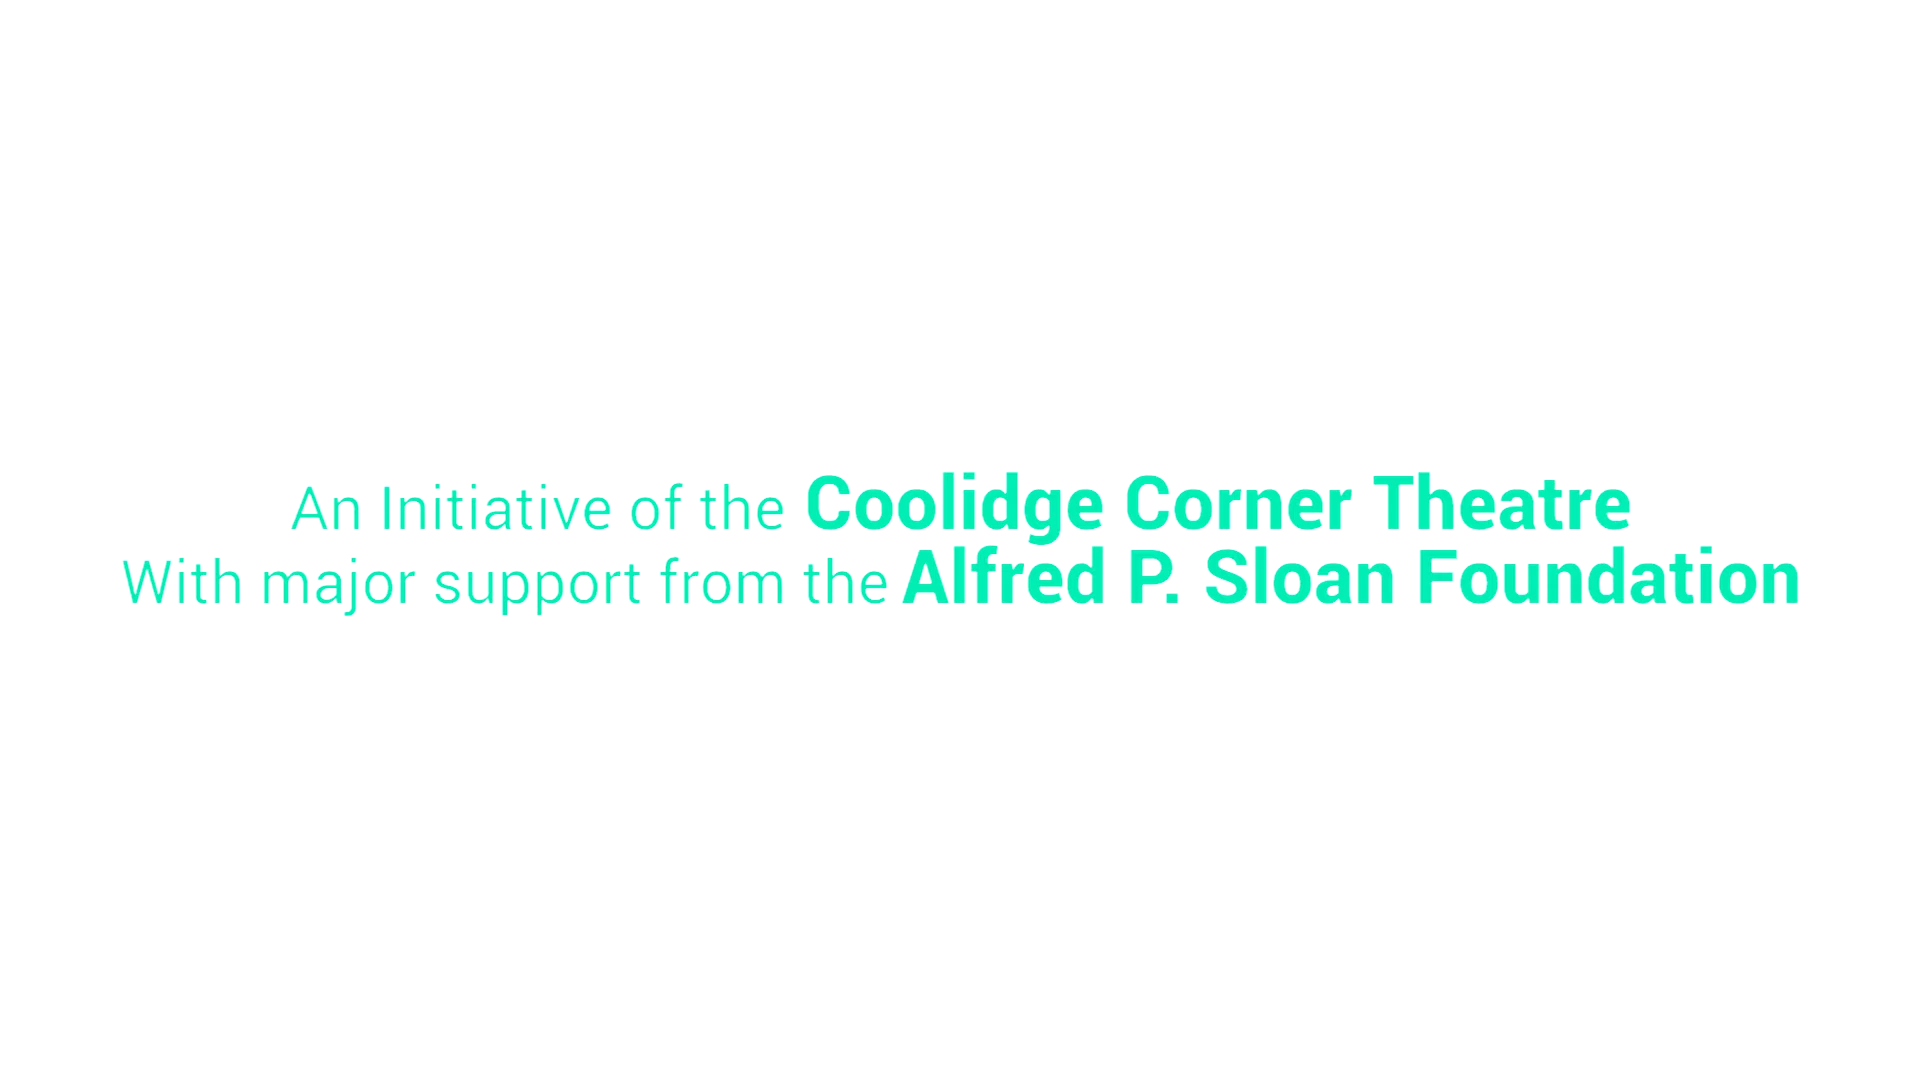 An Initiative of the Coolidge Corner Theatre
With major support from the Alfred P. Sloan Foundation